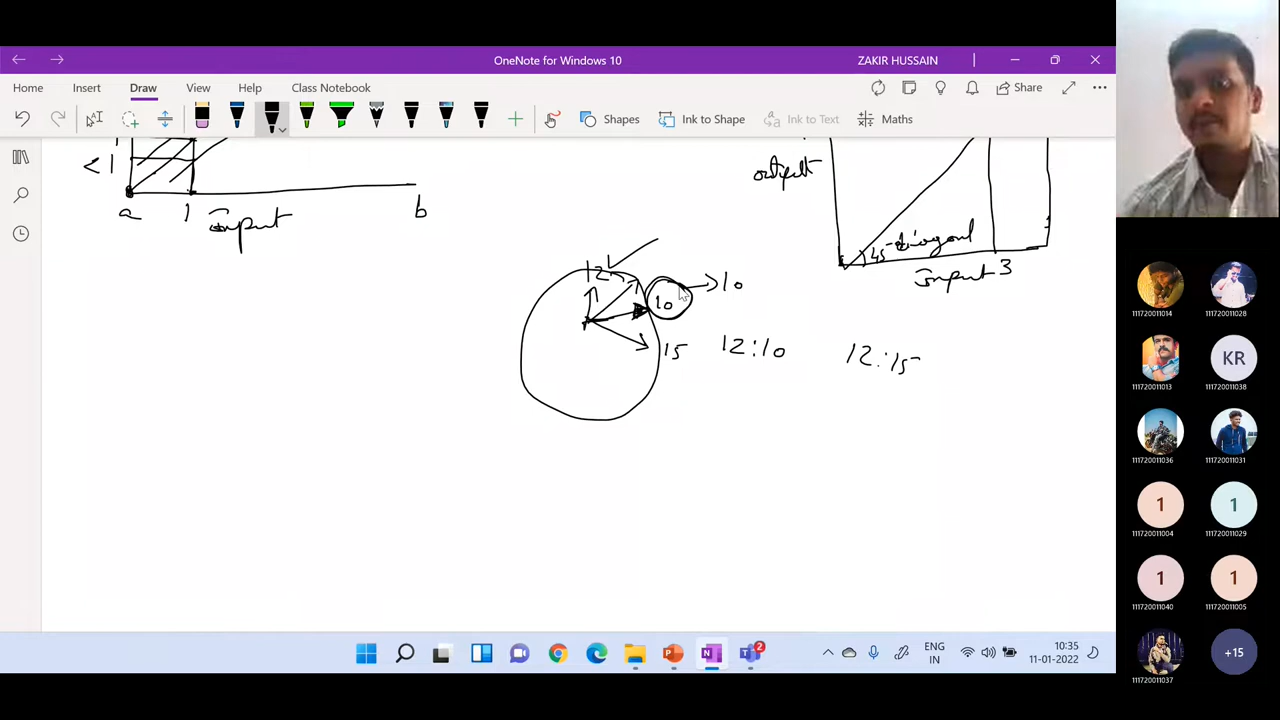 OneNote for Windows 10
ZAKIR HUSSAIN
Home Insert Draw View Help Class Notebook
Share
Shapes Ink to Shape Ink to Text Maths
<1
a 1 Input b
output
45 diagonal
Input 3
12
10 → 10
15 12:10 12:15
111720011014 111720011028
KR
111720011013 111720011038
111720011036 111720011031
1 1
111720011004 111720011029
1 1
111720011040 111720011005
+15
111720011037
2
ENG
IN
10:35
11-01-2022